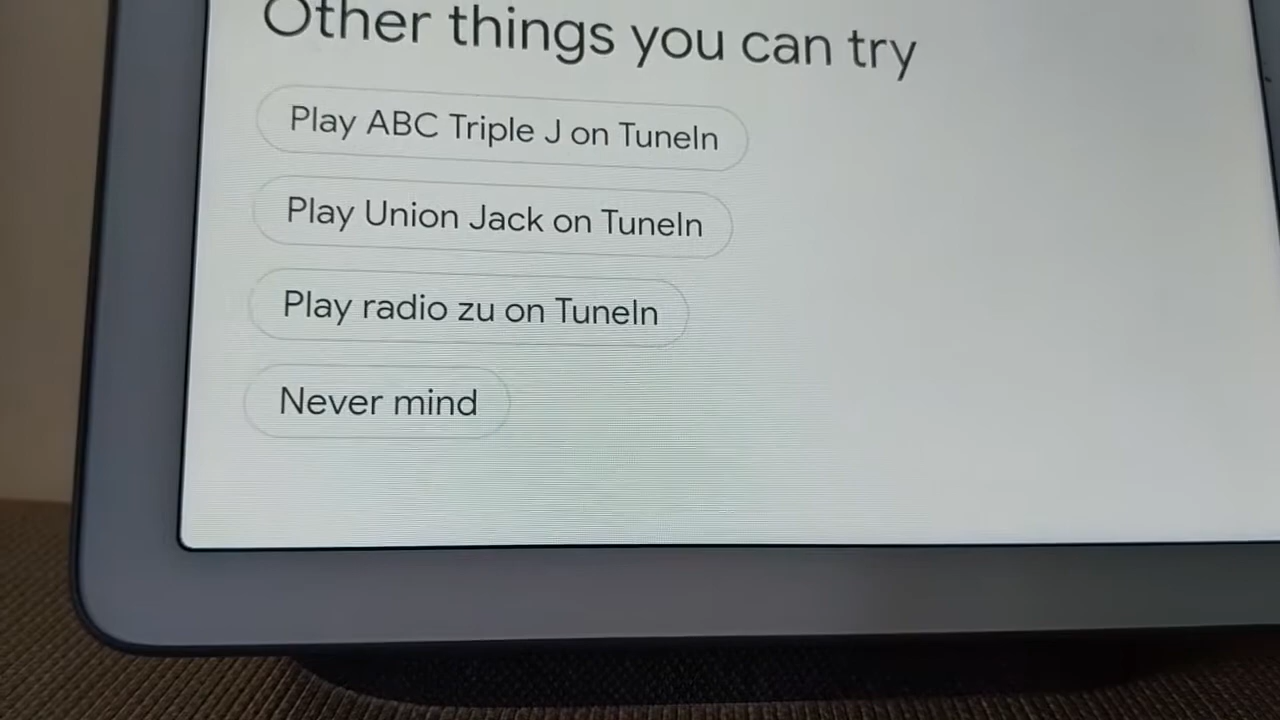 Other things you can try
Play ABC Triple J on TuneIn
Play Union Jack on TuneIn
Play radio zu on TuneIn
Never mind